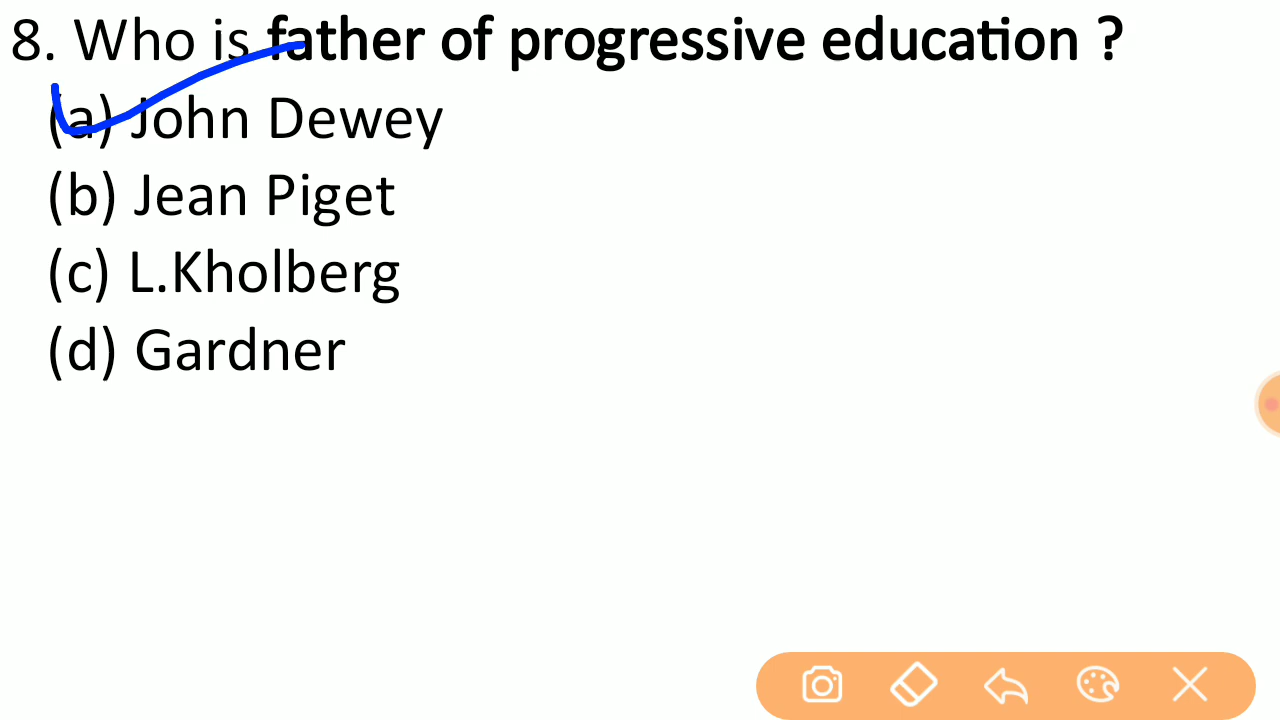 8. Who is father of progressive education ?
(a) John Dewey
(b) Jean Piget
(c) L.Kholberg
(d) Gardner